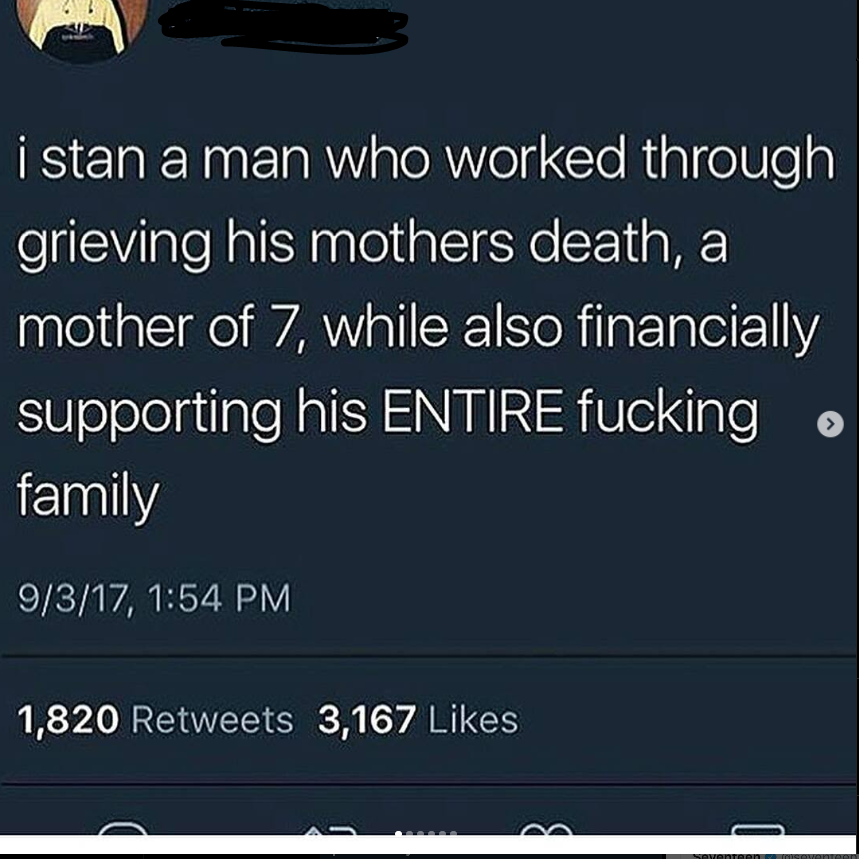 i stan a man who worked through
grieving his mothers death, a
mother of 7, while also financially
supporting his ENTIRE fucking
family
9/3/17, 1:54 PM
1,820 Retweets 3,167 Likes
Seventeen